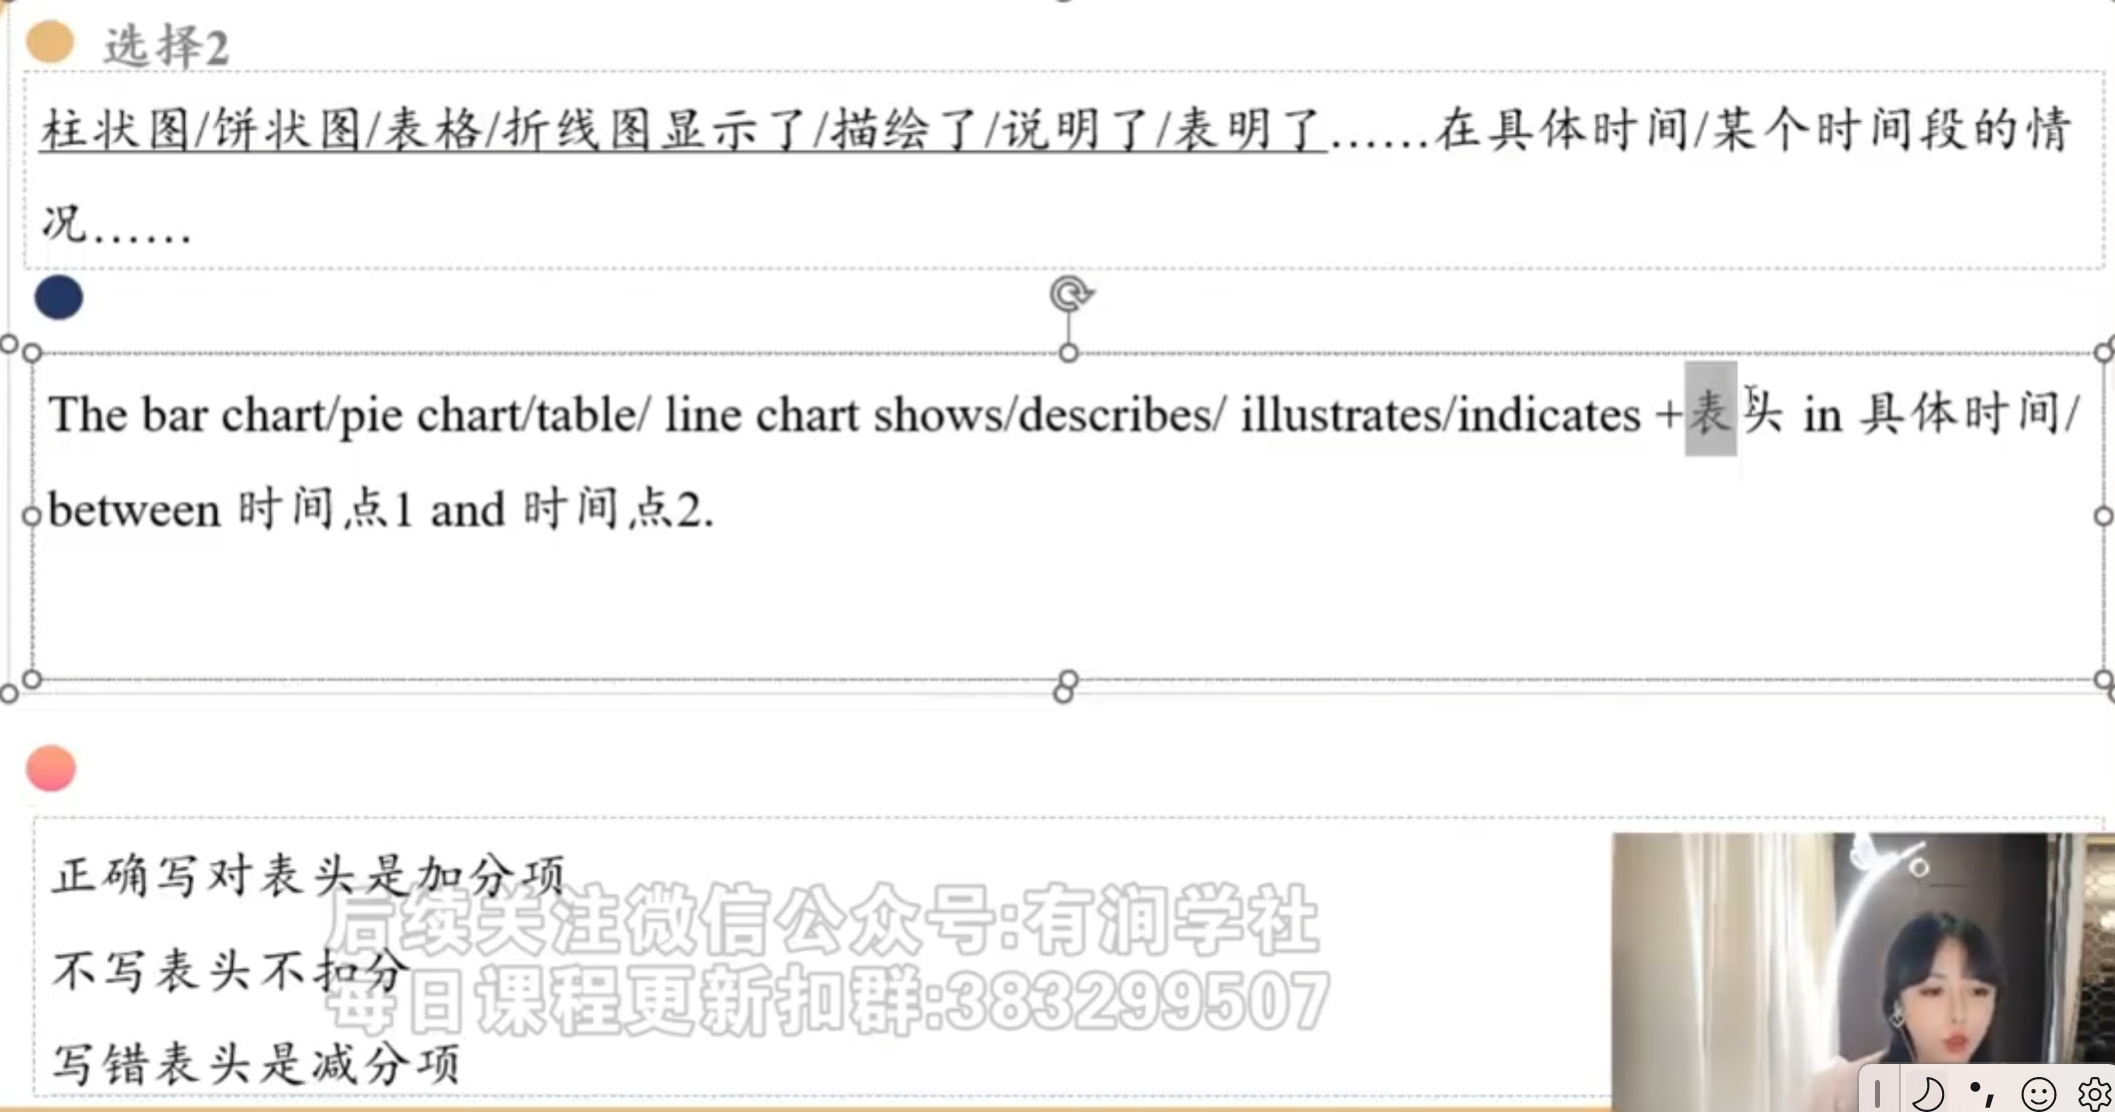 选择2
柱状图/饼状图/表格/折线图显示了/描绘了/说明了/表明了……在具体时间/某个时间段的情
况……
The bar chart/pie chart/table/ line chart shows/describes/ illustrates/indicates +表头 in 具体时间/
between 时间点1 and 时间点2.
正确写对表头是加分项
后续关注微信公众号:有润学社
不写表头不扣分
每日课程更新扣群:383299507
写错表头是减分项